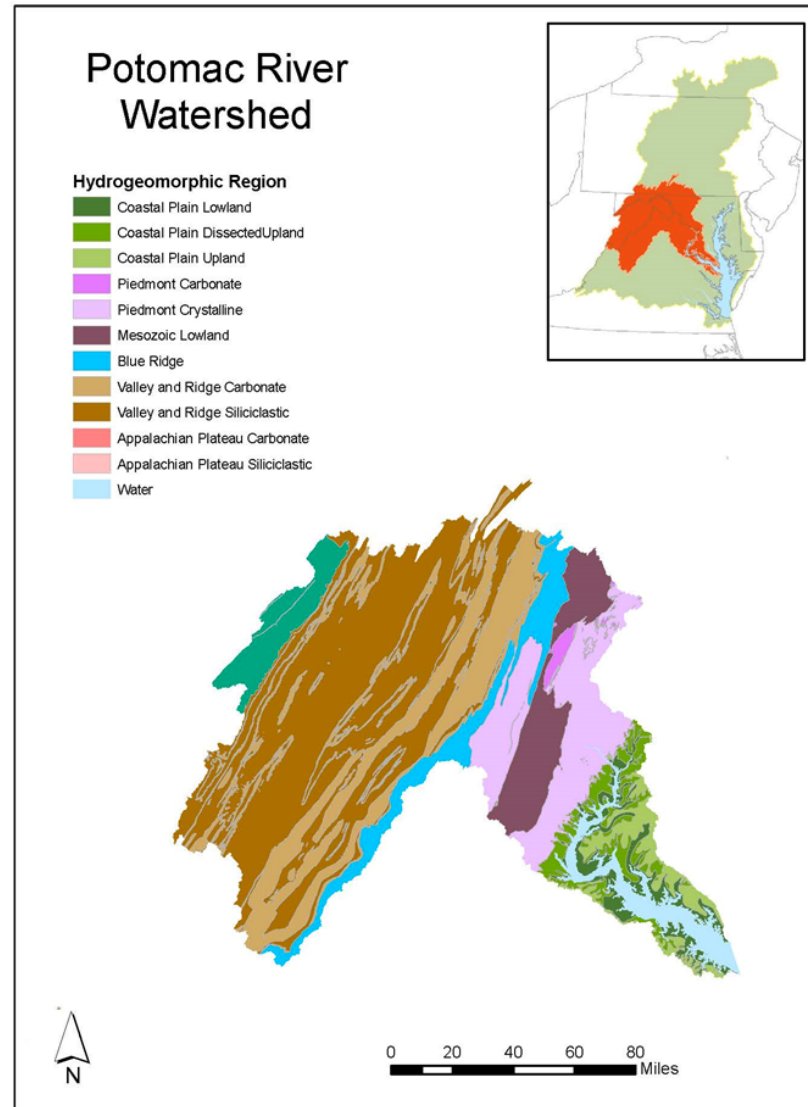 Potomac River
Watershed
Hydrogeomorphic Region
Coastal Plain Lowland
Coastal Plain DissectedUpland
Coastal Plain Upland
Piedmont Carbonate
Piedmont Crystalline
Mesozoic Lowland
Blue Ridge
Valley and Ridge Carbonate
Valley and Ridge Siliciclastic
Appalachian Plateau Carbonate
Appalachian Plateau Siliciclastic
Water
N
0 20 40 60 80
Miles